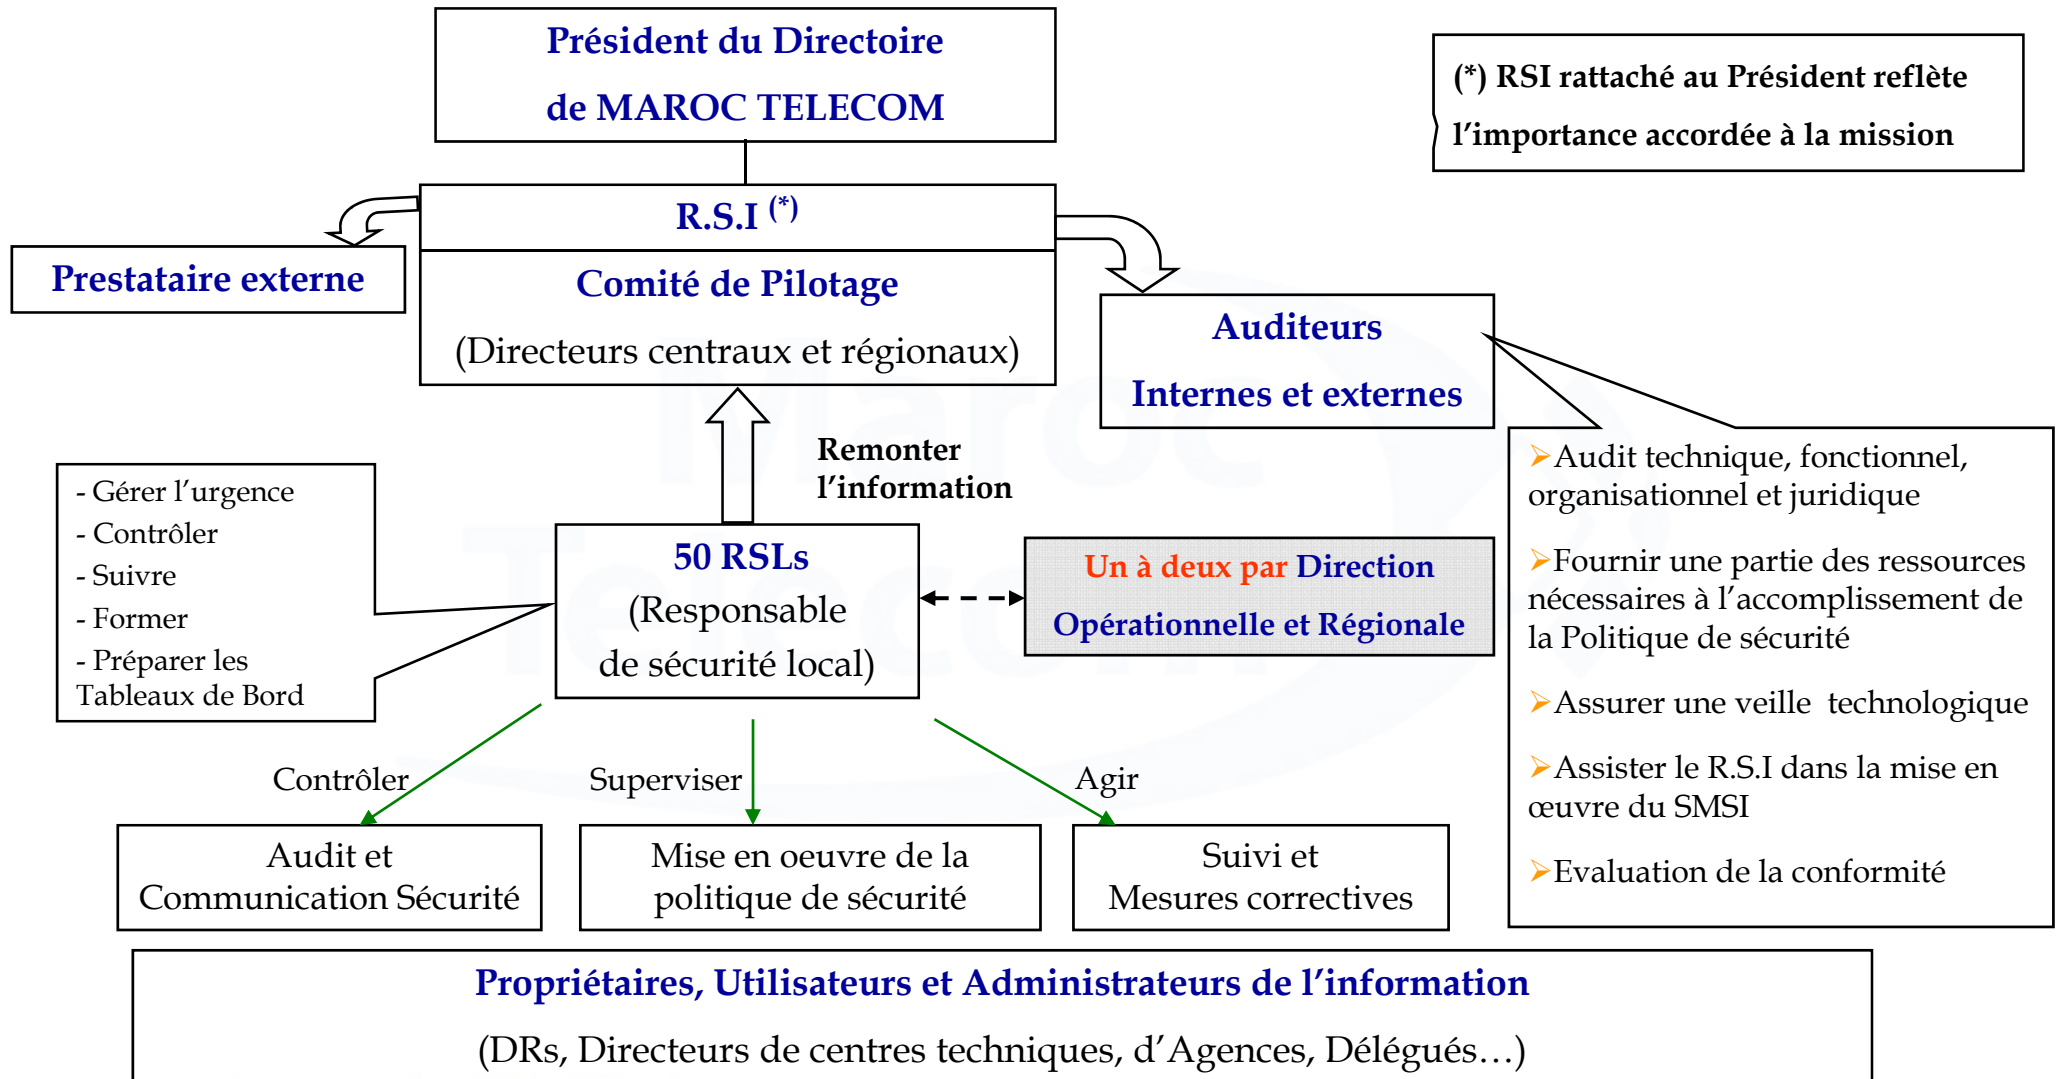 Président du Directoire
de MAROC TELECOM
(*) RSI rattaché au Président reflète
l’importance accordée à la mission
R.S.I (*)
Prestataire externe
Comité de Pilotage
(Directeurs centraux et régionaux)
Auditeurs
Internes et externes
Remonter
l’information
- Gérer l’urgence
- Contrôler
- Suivre
- Former
- Préparer les
Tableaux de Bord
50 RSLs
(Responsable
de sécurité local)
Un à deux par Direction
Opérationnelle et Régionale
➢Audit technique, fonctionnel,
organisationnel et juridique
➢Fournir une partie des ressources
nécessaires à l’accomplissement de
la Politique de sécurité
➢Assurer une veille  technologique
➢Assister le R.S.I dans la mise en
œuvre du SMSI
➢Evaluation de la conformité
Contrôler
Superviser
Agir
Audit et
Communication Sécurité
Mise en oeuvre de la
politique de sécurité
Suivi et
Mesures correctives
Propriétaires, Utilisateurs et Administrateurs de l’information
(DRs, Directeurs de centres techniques, d’Agences, Délégués…)
Maroc
Telecom